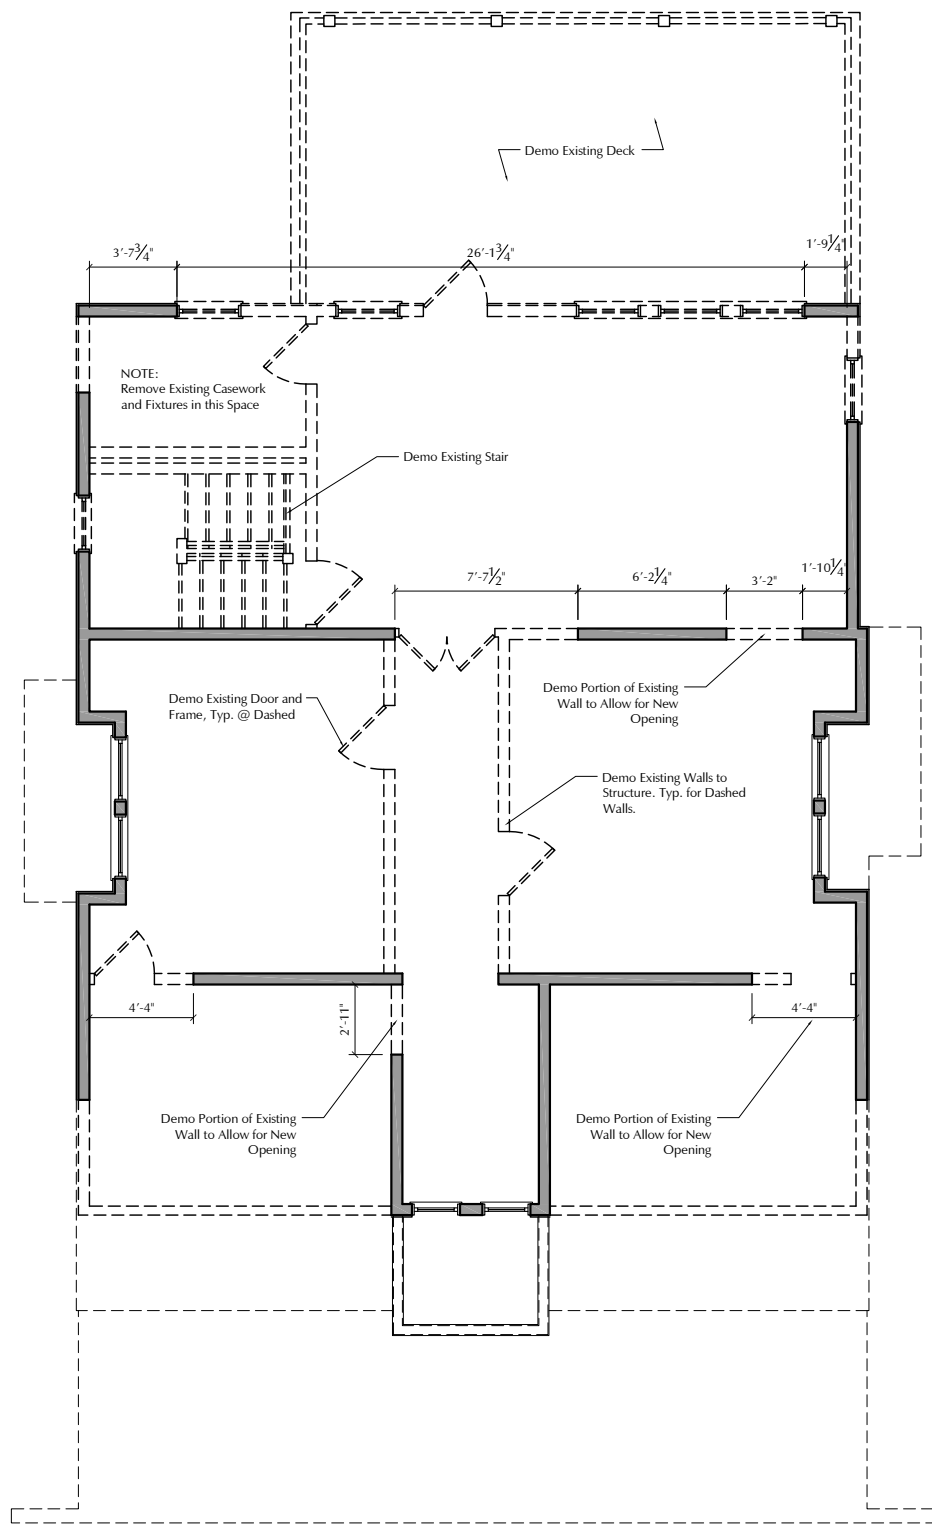 Demo Existing Deck
3'-7¾"
26'-1¾"
1'-9¼"
NOTE:
Remove Existing Casework
and Fixtures in this Space
Demo Existing Stair
7'-7½"
6'-2¼"
3'-2"
1'-10¼"
Demo Existing Door and
Frame, Typ. @ Dashed
Demo Portion of Existing
Wall to Allow for New
Opening
Demo Existing Walls to
Structure. Typ. for Dashed
Walls.
4'-4"
2'-11"
4'-4"
Demo Portion of Existing
Wall to Allow for New
Opening
Demo Portion of Existing
Wall to Allow for New
Opening